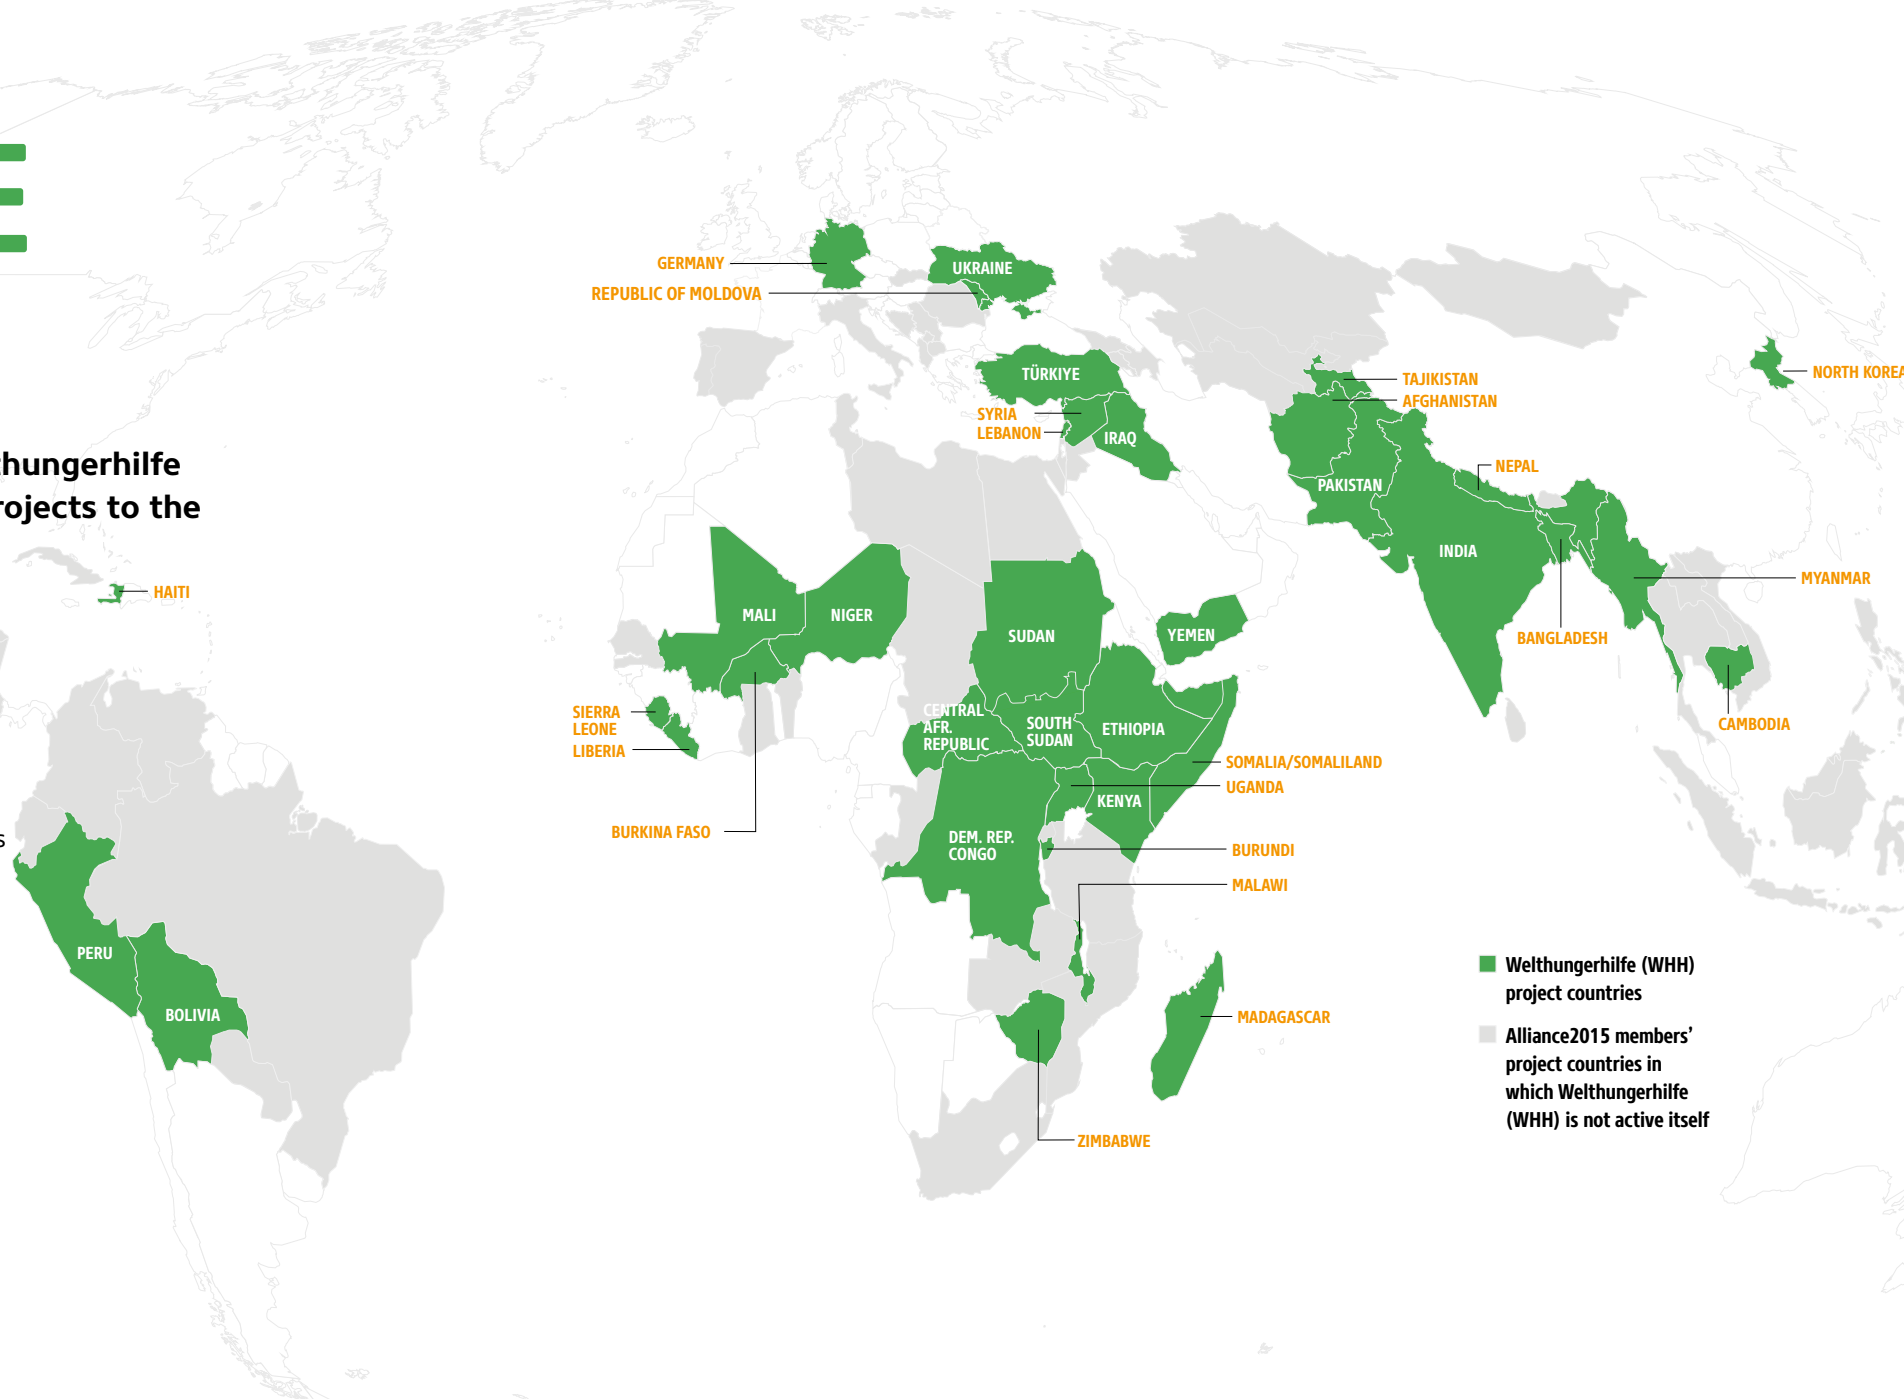 E
GERMANY
UKRAINE
REPUBLIC OF MOLDOVA
TÜRKIYE
NORTH KOREA
TAJIKISTAN
AFGHANISTAN
SYRIA
LEBANON
IRAQ
hungerhilfe
rojects to the
NEPAL
PAKISTAN
INDIA
HAITI
MYANMAR
MALI
NIGER
SUDAN
YEMEN
BANGLADESH
SIERRA
LEONE
LIBERIA
CENTRAL
AFR.
REPUBLIC
SOUTH
SUDAN
ETHIOPIA
CAMBODIA
SOMALIA/SOMALILAND
UGANDA
KENYA
BURKINA FASO
s
DEM. REP.
CONGO
BURUNDI
MALAWI
PERU
BOLIVIA
MADAGASCAR
ZIMBABWE
Welthungerhilfe (WHH)
project countries
Alliance2015 members’
project countries in
which Welthungerhilfe
(WHH) is not active itself